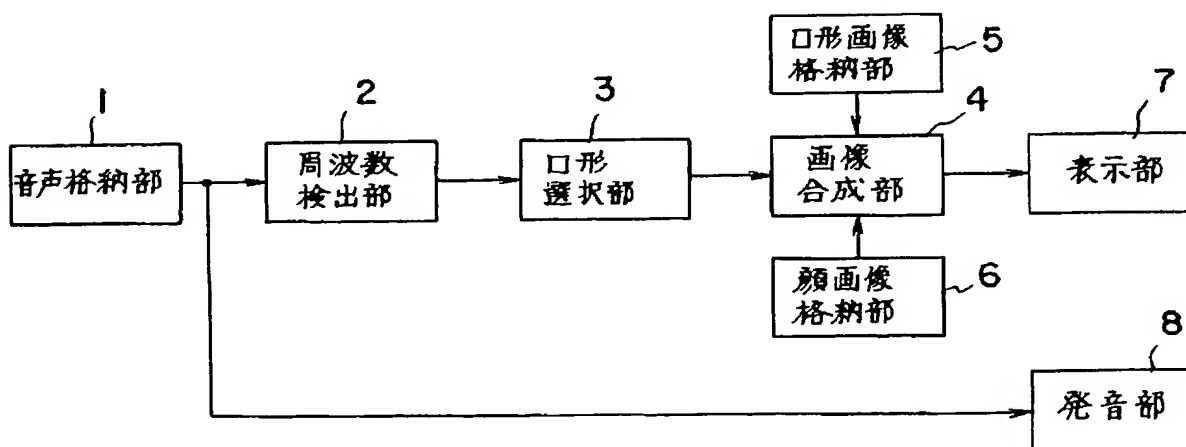 1
音声格納部
2
周波数
検出部
3
口形
選択部
口形画像
格納部
5
4
画像
合成部
顔画像
格納部
6
7
表示部
8
発音部